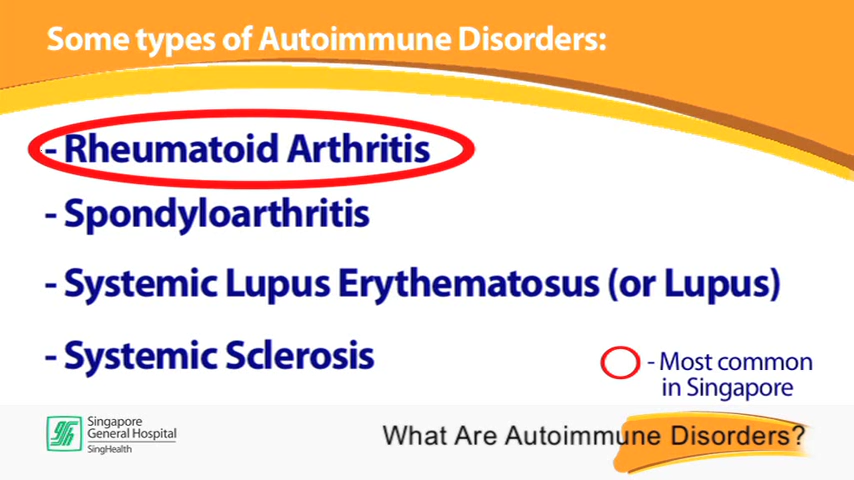 Some types of Autoimmune Disorders:
- Rheumatoid Arthritis
- Spondyloarthritis
- Systemic Lupus Erythematosus (or Lupus)
- Systemic Sclerosis
- Most common
in Singapore
Singapore
General Hospital
SingHealth
What Are Autoimmune Disorders?